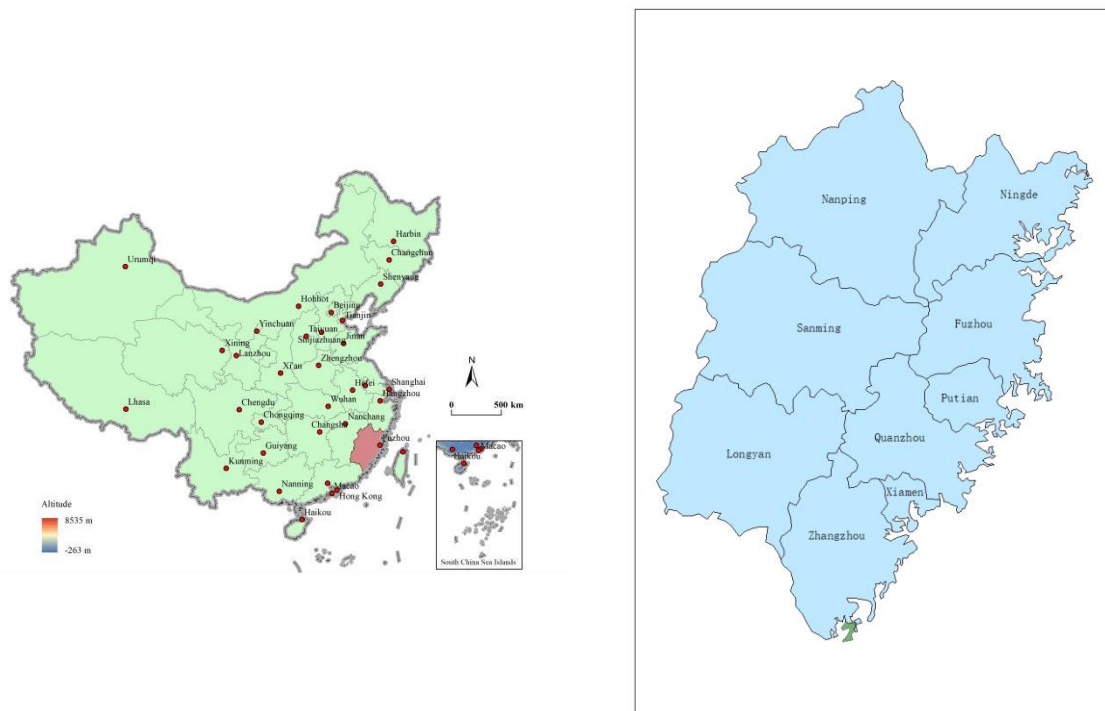 Harbin
Changchun
Urumqi
Shenyang
Hohhot
Beijing
Tianjin
Yinchuan
Taiyuan
Shijiazhuang
Jinan
Xining
Lanzhou
Zhengzhou
Xi'an
Hefei
Shanghai
Hangzhou
Lhasa
Chengdu
Wuhan
Chongqing
Nanchang
Changsha
Fuzhou
Guiyang
Kunming
Nanning
Macao
Hong Kong
Haikou
N
0 500 km
Altitude
8535 m
-263 m
Macao
Haikou
South China Sea Islands
Nanping
Ningde
Sanming
Fuzhou
Putian
Quanzhou
Longyan
Xiamen
Zhangzhou